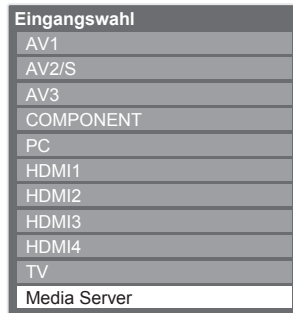 Eingangswahl
AV1
AV2/S
AV3
COMPONENT
PC
HDMI1
HDMI2
HDMI3
HDMI4
TV
Media Server